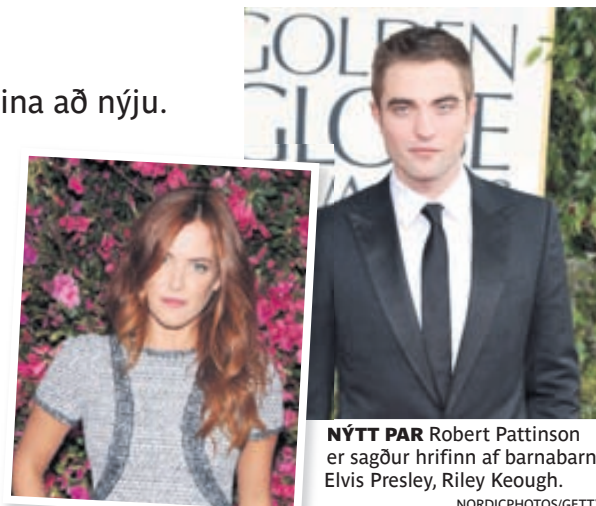 ina að nýju.
GOLDEN
GLOBE
NÝTT PAR Robert Pattinson
er sagður hrifinn af barnabarn
Elvis Presley, Riley Keough.
NORDICPHOTOS/GETT